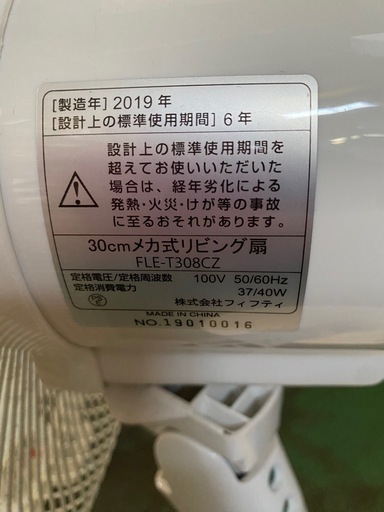 [製造年] 2019 年
[設計上の標準使用期間] 6 年
設計上の標準使用期間を
超えてお使いいただいた
場合は、経年劣化による
発熱・火災・けが等の事故
に至るおそれがあります。
30cmメカ式リビング扇
FLE-T308CZ
定格電圧/定格周波数 100V 50/60Hz
定格消費電力 37/40W
株式会社フィフティ
MADE IN CHINA
NO.19010016